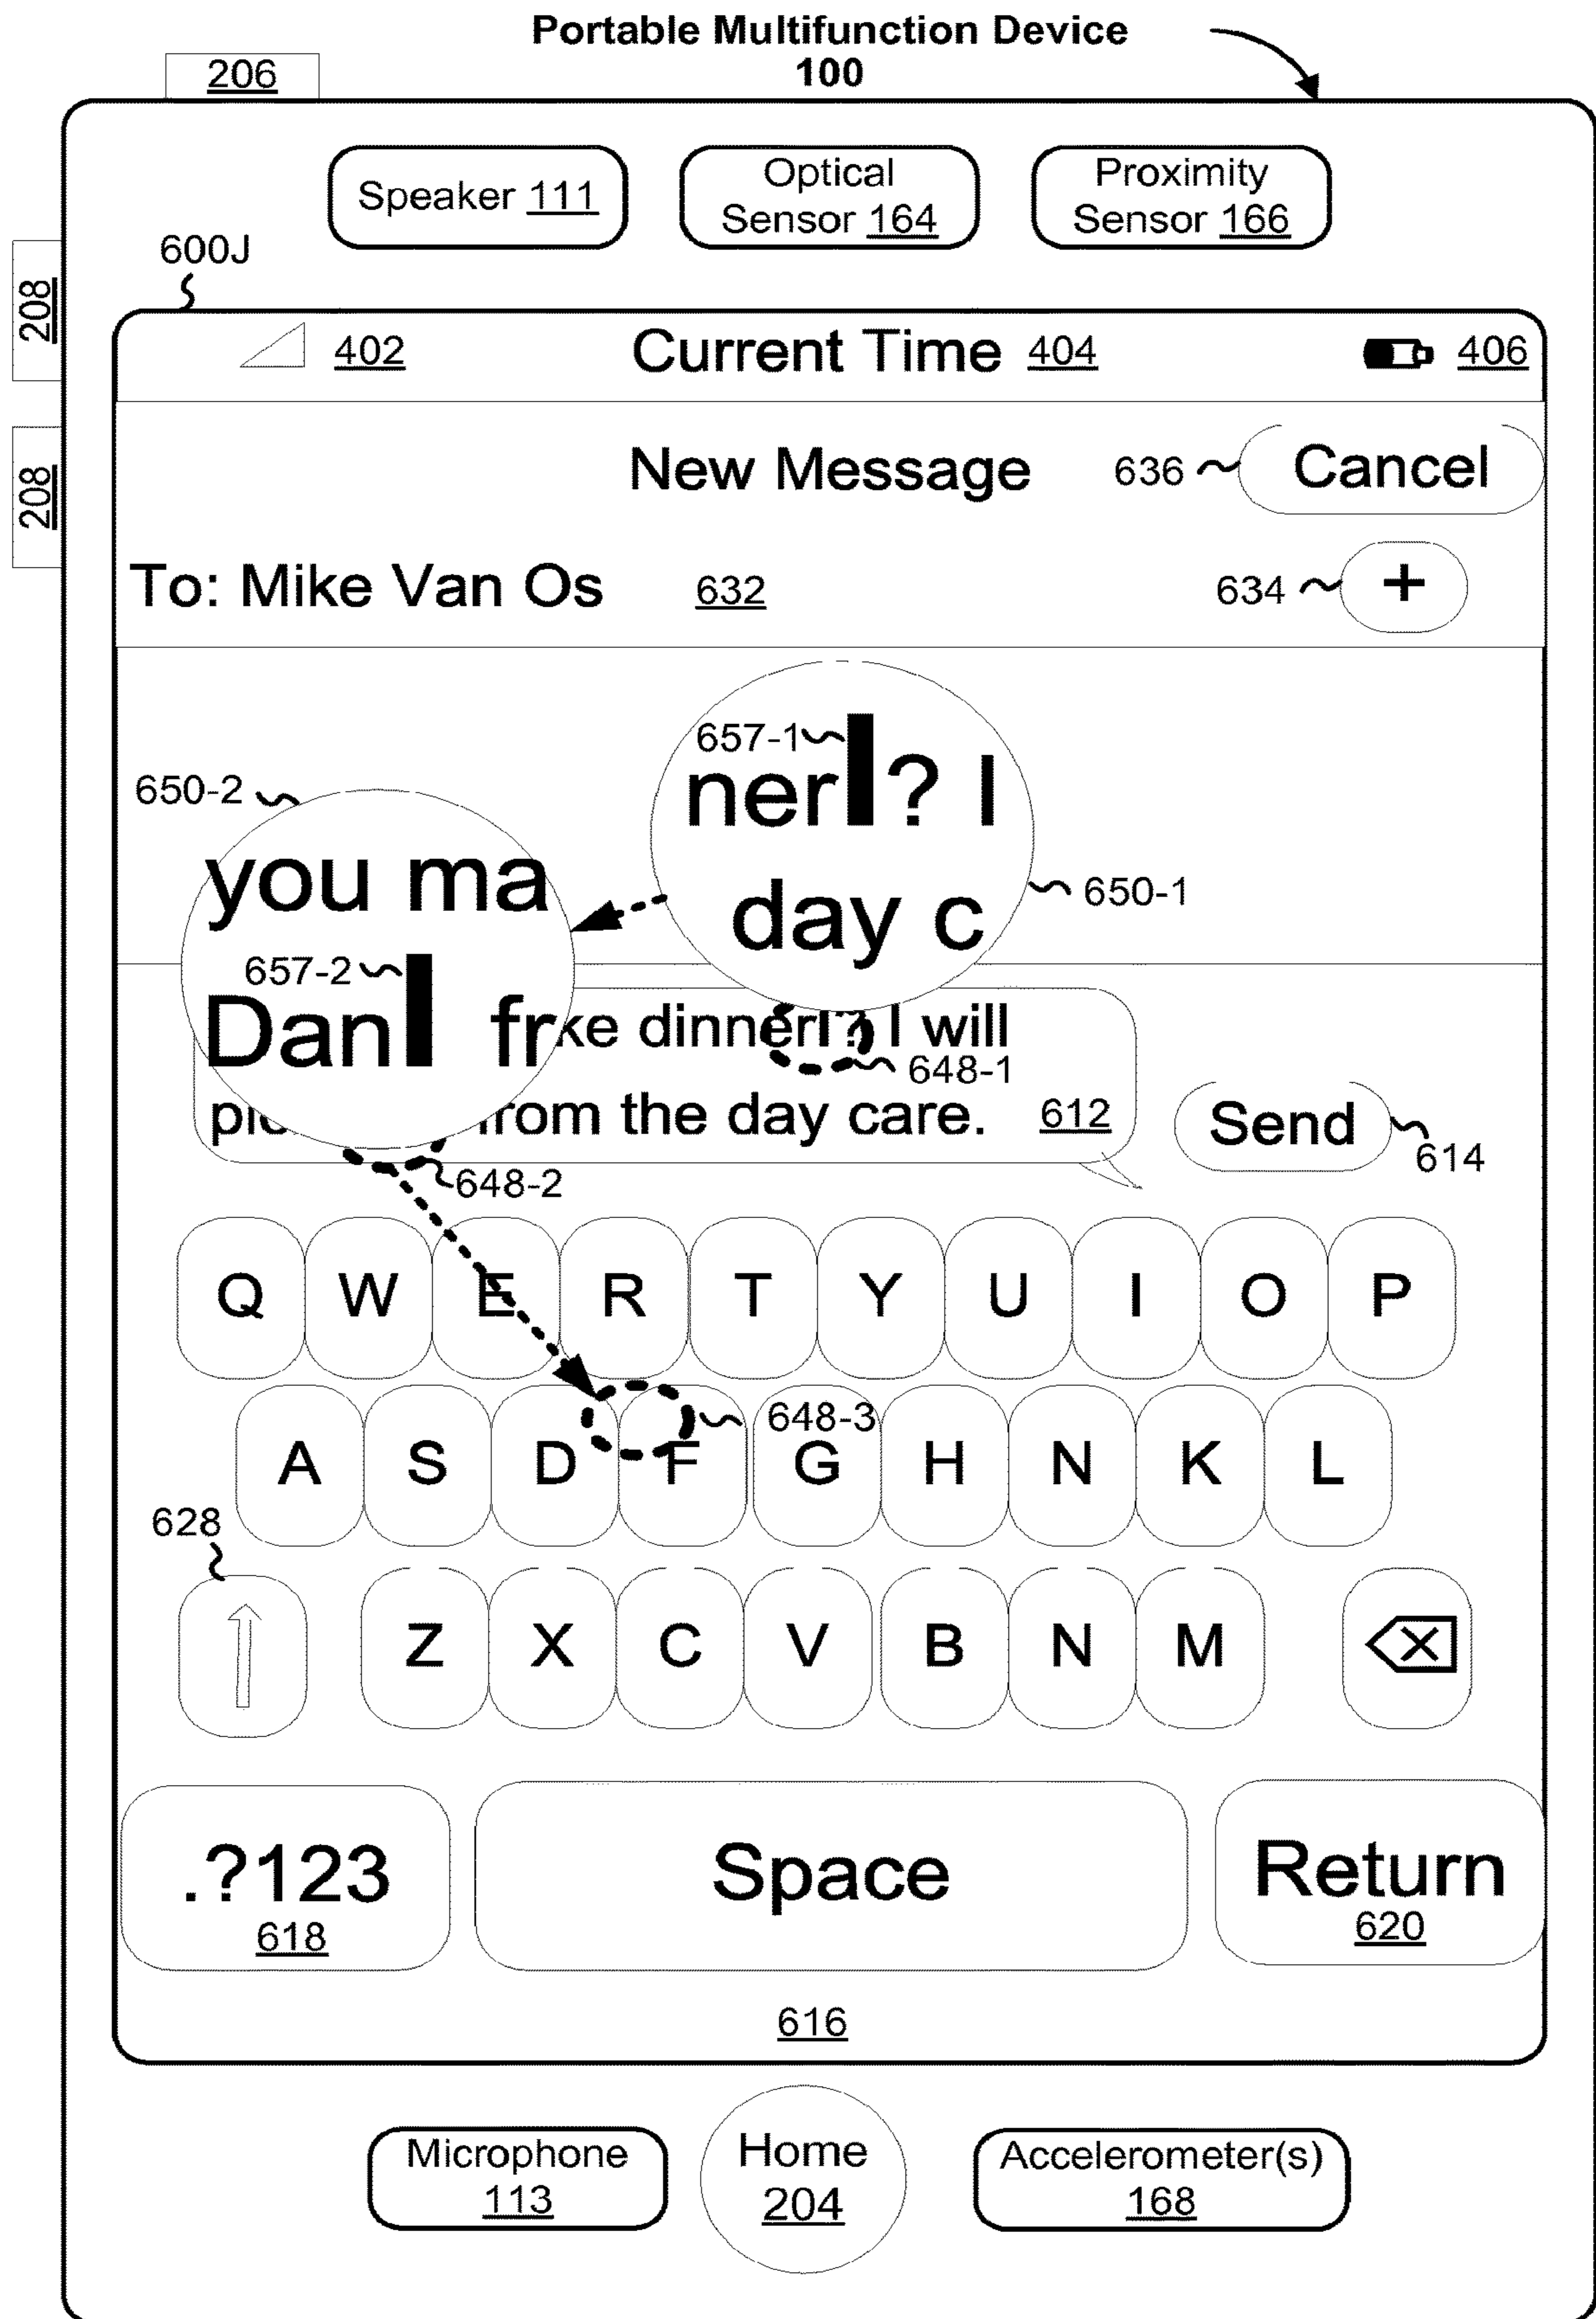 Portable Multifunction Device
100
206
Speaker 111
Optical
Sensor 164
Proximity
Sensor 166
600J
208
208
402
Current Time 404
406
New Message
636
Cancel
To: Mike Van Os
632
634
+
657-1
ner? I
day c
650-1
650-2
you ma
657-2
Dan fr
ke dinner? I will
648-1
from the day care.
612
Send
614
648-2
Q W E R T Y U I O P
648-3
A S D F G H N K L
628
Z X C V B N M
.?123
618
Space
Return
620
616
Microphone
113
Home
204
Accelerometer(s)
168